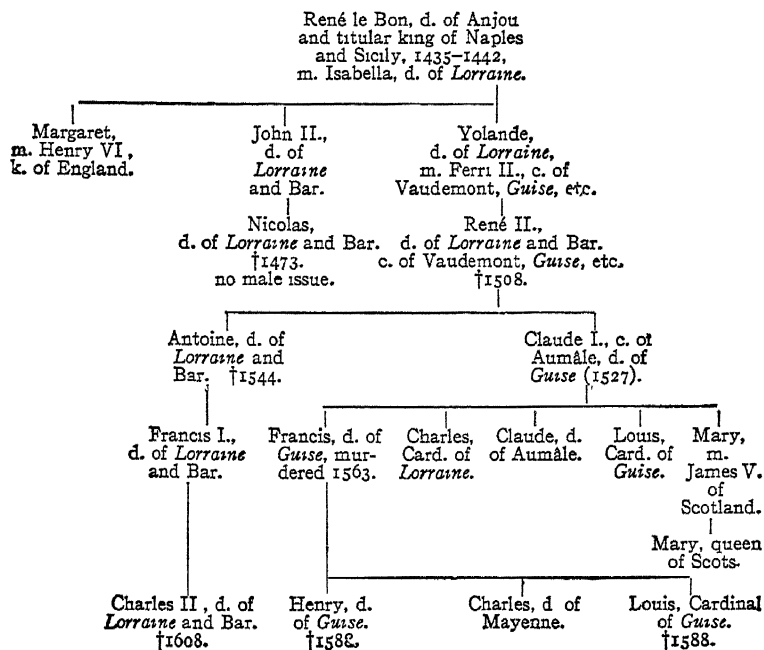 René le Bon, d. of Anjou
and titular king of Naples
and Sicily, 1435–1442,
m. Isabella, d. of Lorraine.
Margaret,
m. Henry VI,
k. of England.
John II.,
d. of
Lorraine
and Bar.
Yolande,
d. of Lorraine,
m. Ferri II., c. of
Vaudemont, Guise, etc.
Nicolas,
d. of Lorraine and Bar.
†1473.
no male issue.
René II.,
d. of Lorraine and Bar.
c. of Vaudemont, Guise, etc.
†1508.
Antoine, d. of
Lorraine and
Bar. †1544.
Claude I., c. of
Aumâle, d. of
Guise (1527).
Francis I.,
d. of Lorraine
and Bar.
Francis, d. of
Guise, mur-
dered 1563.
Charles,
Card. of
Lorraine.
Claude, d.
of Aumâle.
Louis,
Card. of
Guise.
Mary,
m.
James V.
of
Scotland.
Mary, queen
of Scots.
Charles II, d. of
Lorraine and Bar.
†1608.
Henry, d.
of Guise.
†1588.
Charles, d of
Mayenne.
Louis, Cardinal
of Guise.
†1588.